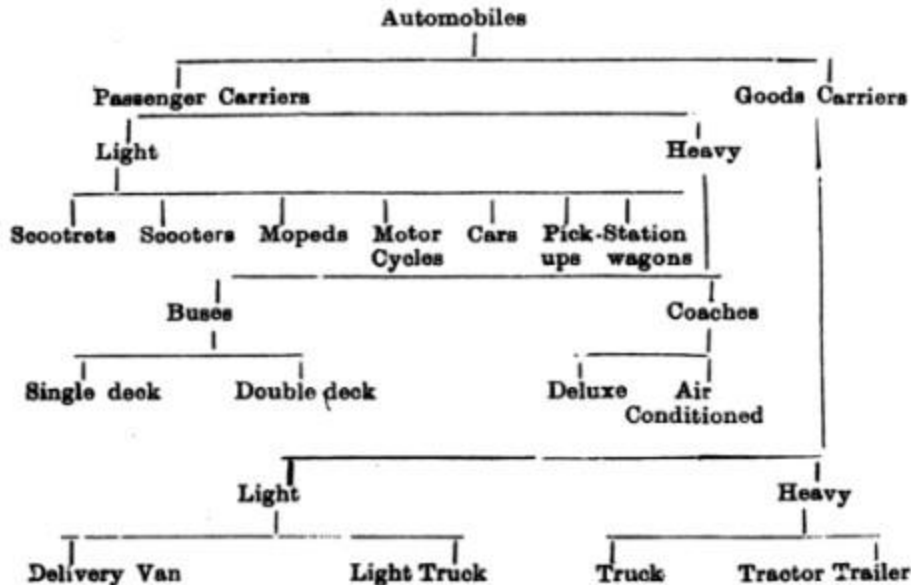 Automobiles
Passenger Carriers Goods Carriers
Light Heavy
Scootrets Scooters Mopeds Motor Cars Pick-Station
Cycles ups wagons
Buses Coaches
Single deck Double deck Deluxe Air
Conditioned
Light Heavy
Delivery Van Light Truck Truck Tractor Trailer